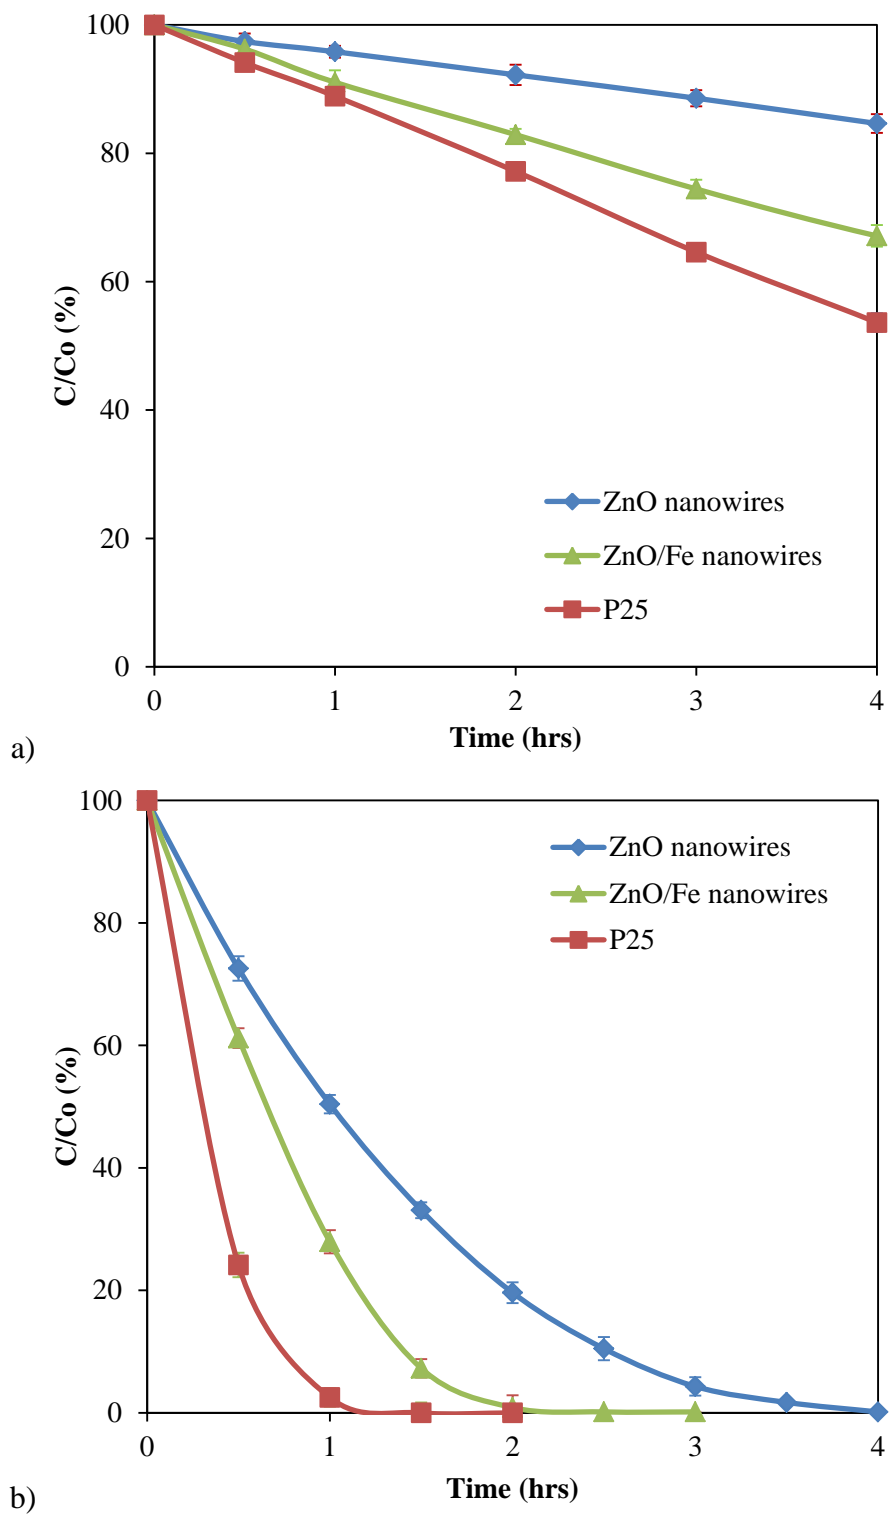 100
80
60
40
20
0
C/Co (%)
ZnO nanowires
ZnO/Fe nanowires
P25
0 1 2 3 4
Time (hrs)
a)
100
80
60
40
20
0
C/Co (%)
ZnO nanowires
ZnO/Fe nanowires
P25
0 1 2 3 4
Time (hrs)
b)